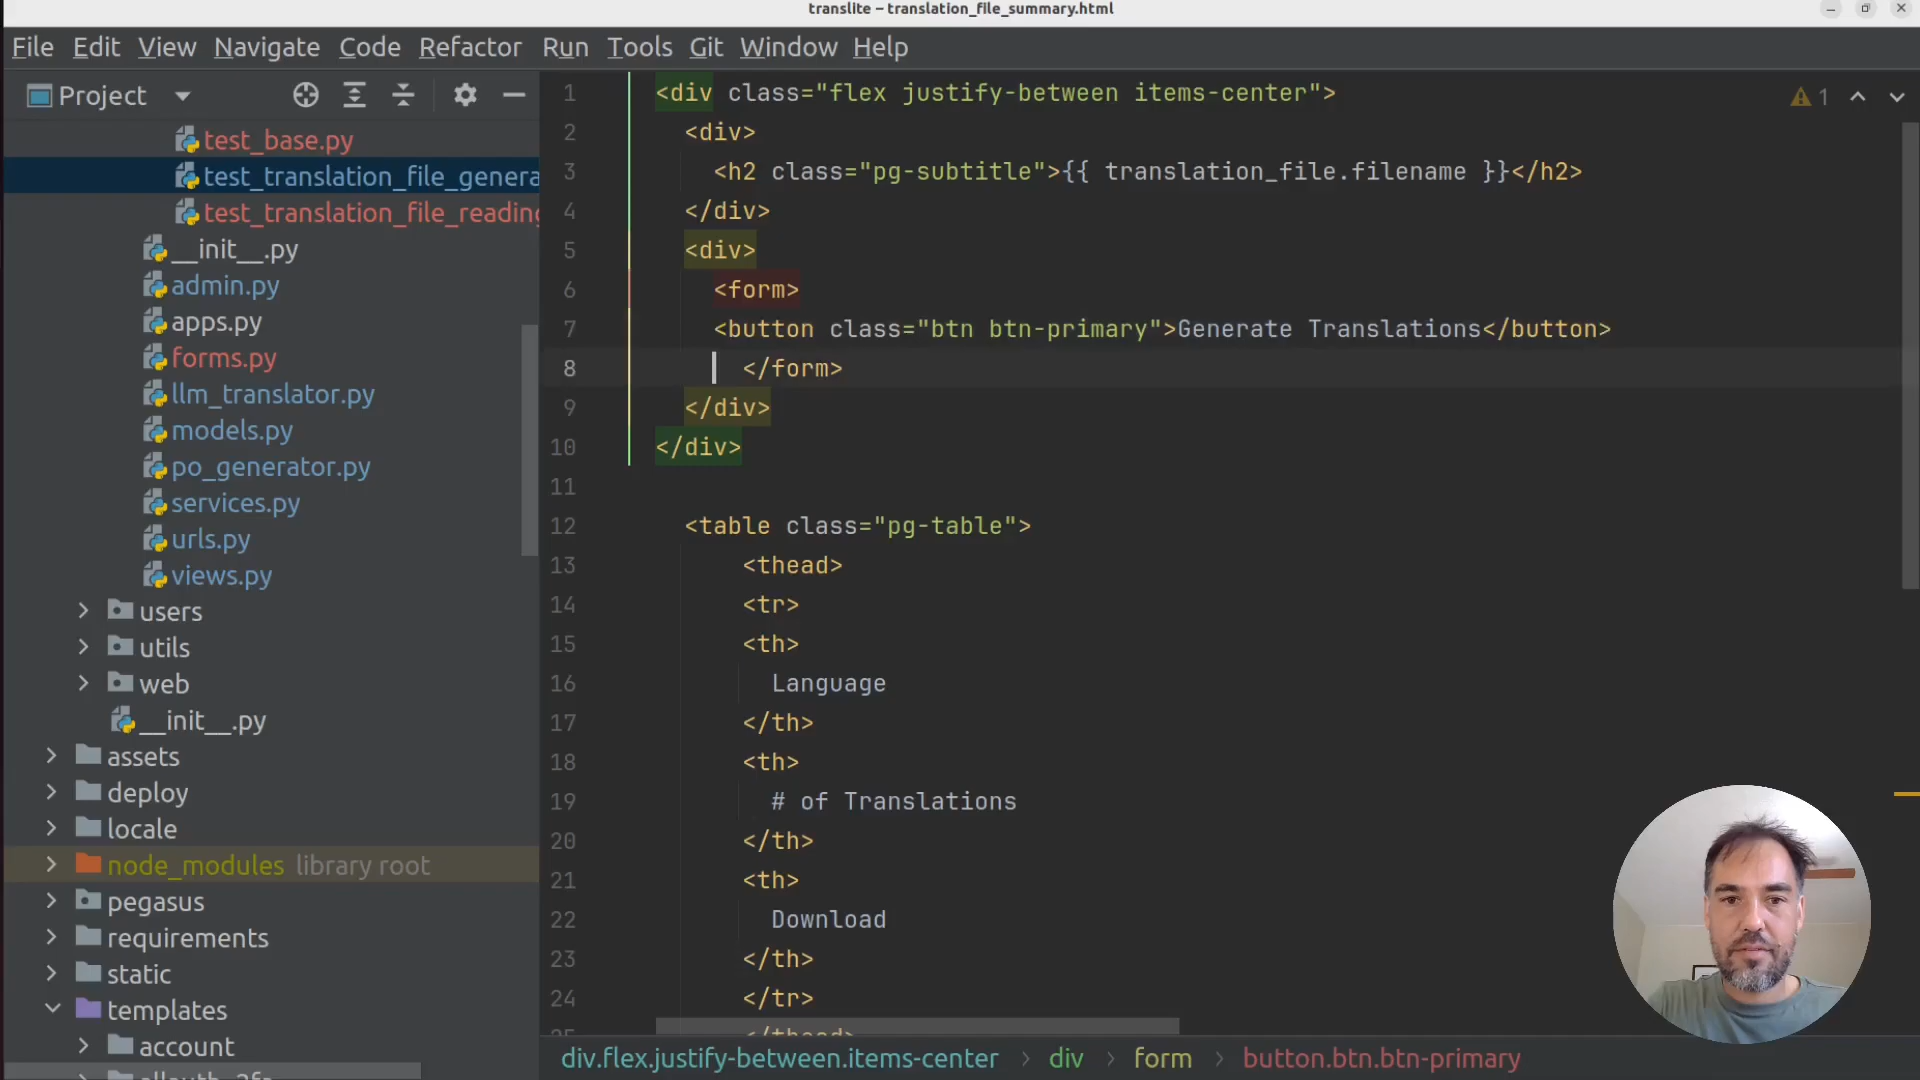 translite – translation_file_summary.html
File Edit View Navigate Code Refactor Run Tools Git Window Help
Project
test_base.py
test_translation_file_genera
test_translation_file_reading
__init__.py
admin.py
apps.py
forms.py
llm_translator.py
models.py
po_generator.py
services.py
urls.py
views.py
users
utils
web
__init__.py
assets
deploy
locale
node_modules library root
pegasus
requirements
static
templates
account
1 <div class="flex justify-between items-center">
2 <div>
3 <h2 class="pg-subtitle">{{ translation_file.filename }}</h2>
4 </div>
5 <div>
6 <form>
7 <button class="btn btn-primary">Generate Translations</button>
8 </form>
9 </div>
10 </div>
11
12 <table class="pg-table">
13 <thead>
14 <tr>
15 <th>
16 Language
17 </th>
18 <th>
19 # of Translations
20 </th>
21 <th>
22 Download
23 </th>
24 </tr>
25 </thead>
1
div.flex.justify-between.items-center › div › form › button.btn.btn-primary